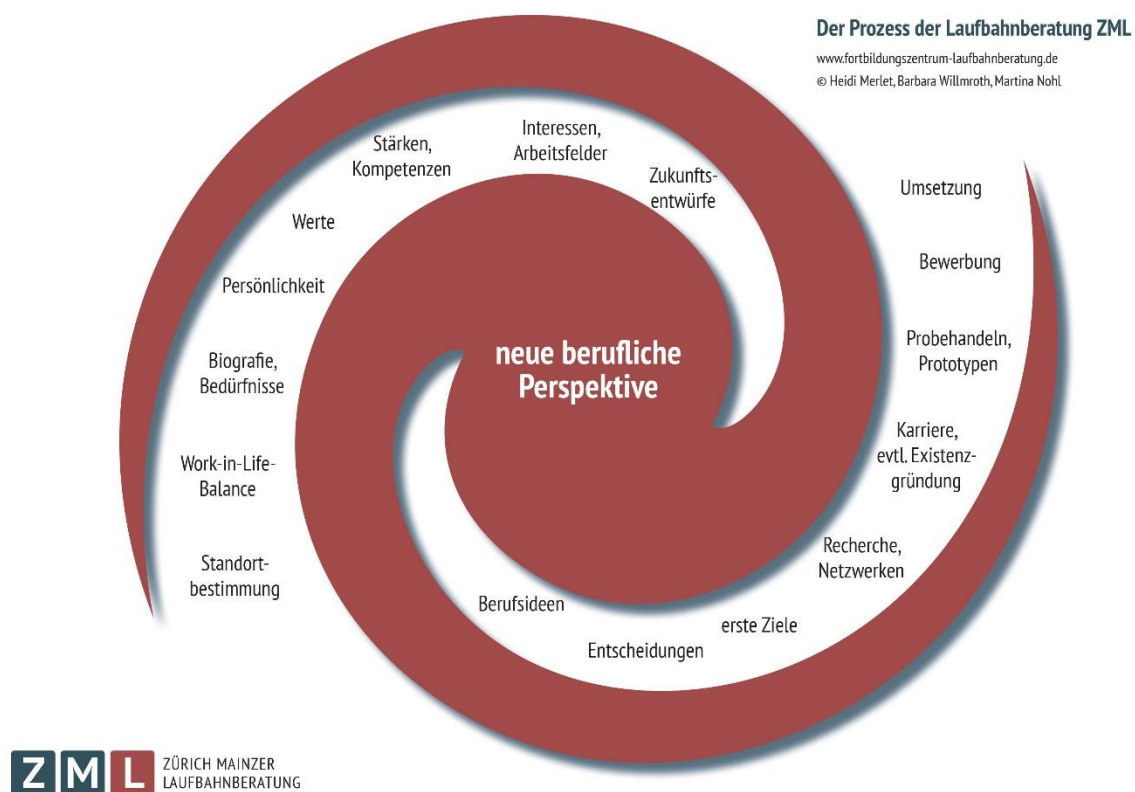 Der Prozess der Laufbahnberatung ZML
www.fortbildungszentrum-laufbahnberatung.de
© Heidi Merlet, Barbara Willmroth, Martina Nohl
Standort-
bestimmung
Work-in-Life-
Balance
Biografie,
Bedürfnisse
Persönlichkeit
Werte
Stärken,
Kompetenzen
Interessen,
Arbeitsfelder
Zukunfts-
entwürfe
neue berufliche
Perspektive
Berufsideen
Entscheidungen
erste Ziele
Recherche,
Netzwerken
Karriere,
evtl. Existenz-
gründung
Probehandeln,
Prototypen
Bewerbung
Umsetzung
ZML
ZÜRICH MAINZER
LAUFBAHNBERATUNG